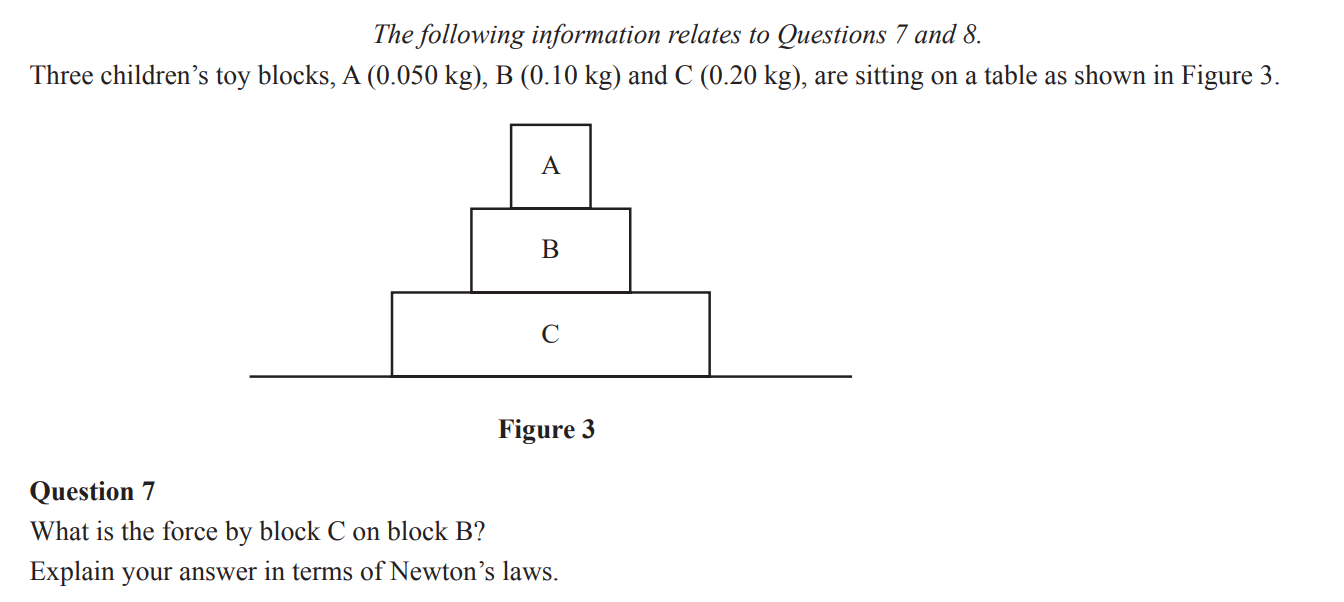 The following information relates to Questions 7 and 8.
Three children’s toy blocks, A (0.050 kg), B (0.10 kg) and C (0.20 kg), are sitting on a table as shown in Figure 3.
A
B
C
Figure 3
Question 7
What is the force by block C on block B?
Explain your answer in terms of Newton’s laws.